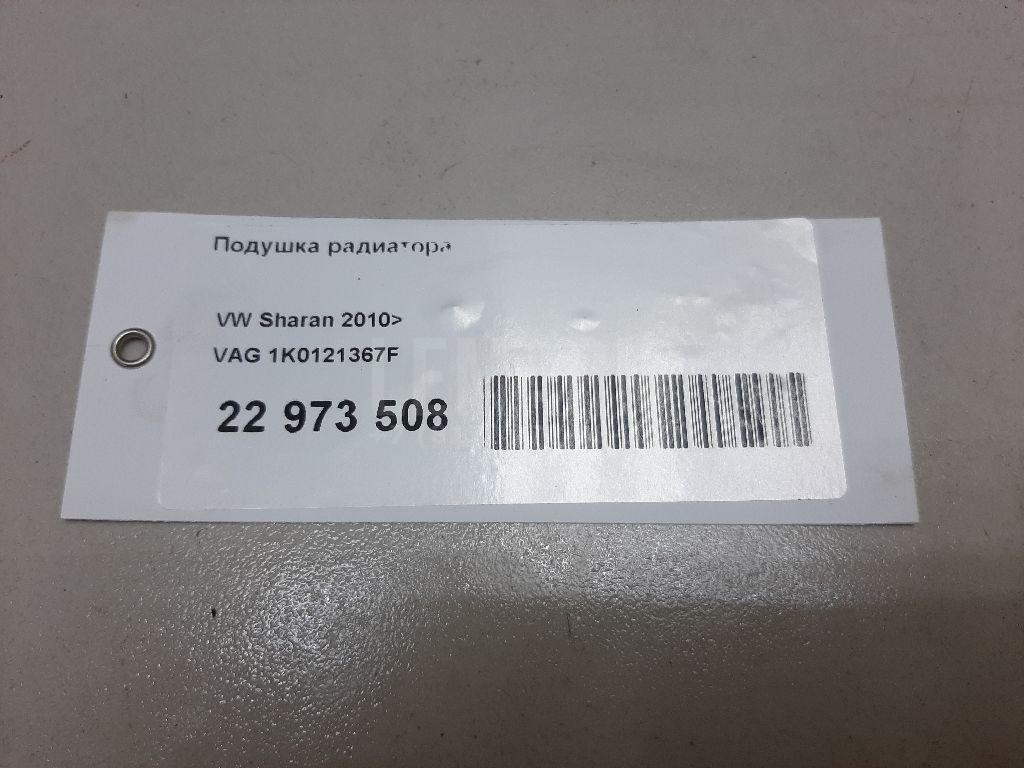 Подушка радиатора
VW Sharan 2010>
VAG 1K0121367F
22 973 508